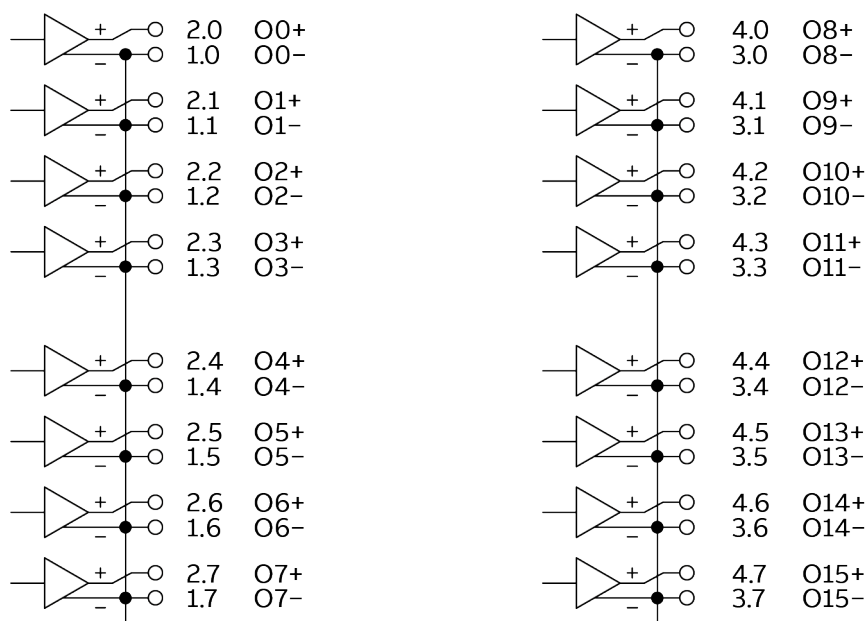 + 2.0 O0+
− 1.0 O0−
+ 2.1 O1+
− 1.1 O1−
+ 2.2 O2+
− 1.2 O2−
+ 2.3 O3+
− 1.3 O3−
+ 2.4 O4+
− 1.4 O4−
+ 2.5 O5+
− 1.5 O5−
+ 2.6 O6+
− 1.6 O6−
+ 2.7 O7+
− 1.7 O7−
+ 4.0 O8+
− 3.0 O8−
+ 4.1 O9+
− 3.1 O9−
+ 4.2 O10+
− 3.2 O10−
+ 4.3 O11+
− 3.3 O11−
+ 4.4 O12+
− 3.4 O12−
+ 4.5 O13+
− 3.5 O13−
+ 4.6 O14+
− 3.6 O14−
+ 4.7 O15+
− 3.7 O15−